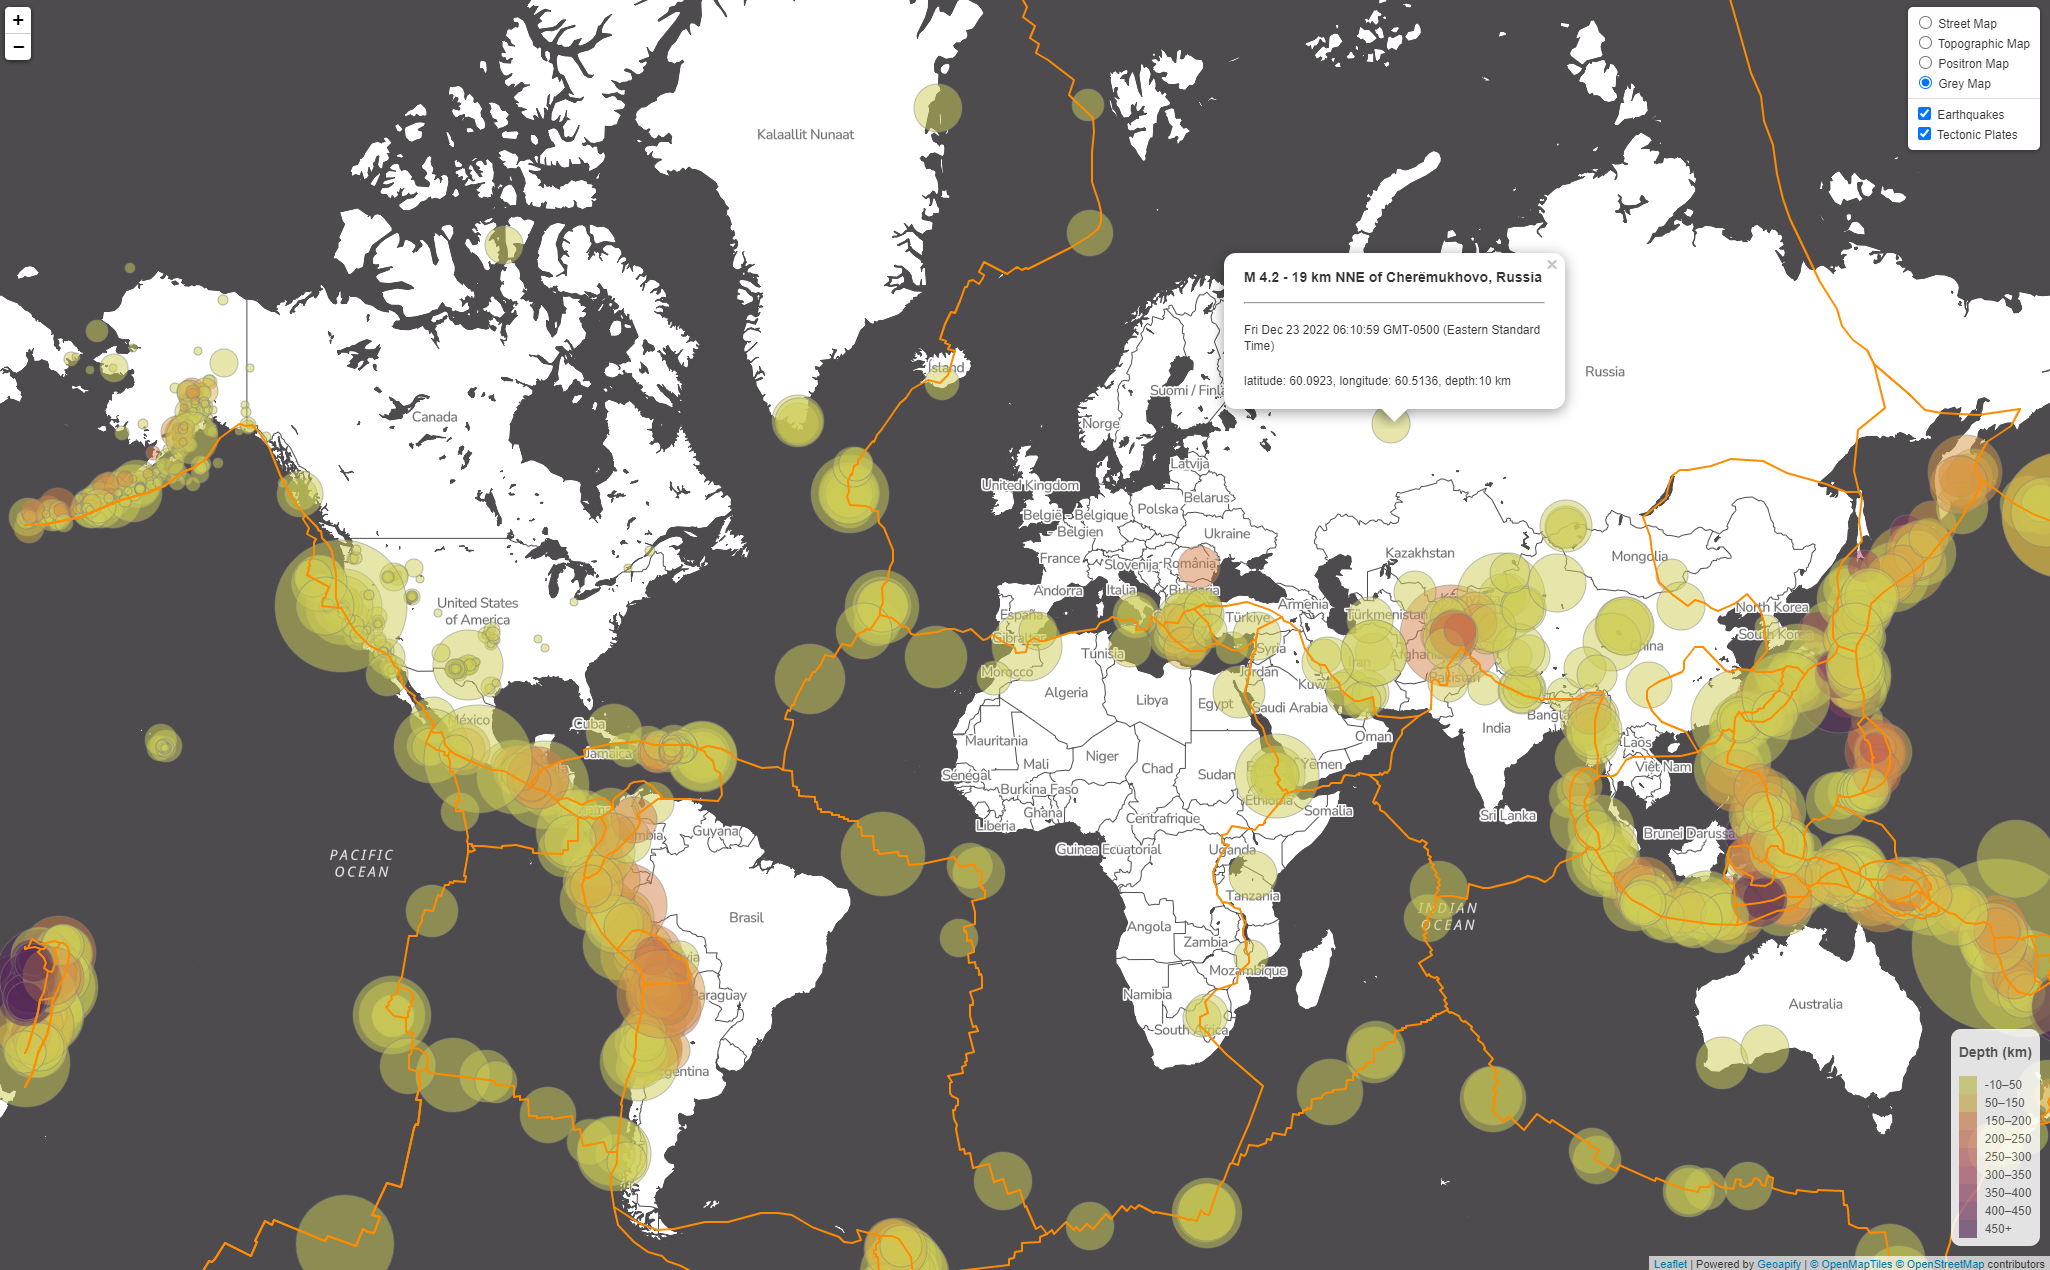 +
−
Street Map
Topographic Map
Positron Map
Grey Map
Earthquakes
Tectonic Plates
Kalaallit Nunaat
×
M 4.2 - 19 km NNE of Cherëmukhovo, Russia
Fri Dec 23 2022 06:10:59 GMT-0500 (Eastern Standard
Time)
latitude: 60.0923, longitude: 60.5136, depth:10 km
Ísland
Russia
Suomi / Finla
Canada
Norge
Latvija
United Kingdom
Belarus
België - Belgique
- Belgien
Polska
Ukraine
France
Kazakhstan
Mongolia
Slovenija
România
Andorra
Italia
Bulgaria
United States
of America
España
Armenia
Türkmenistan
North Korea
Gibraltar
Türkiye
South Korea
Tunisia
Syria
Iran
China
Morocco
Jordan
Pakistan
Algeria
Libya
Egypt
Saudi Arabia
México
Cuba
India
Bangla
Jamaica
Mauritania
Oman
Laos
Niger
Mali
Chad
Sudan
Yemen
Việt Nam
Sénégal
Burkina Faso
Ethiopia
Ghana
Somalia
Liberia
Centrafrique
Sri Lanka
Guyana
Brunei Darussa
Guinea Ecuatorial
Uganda
PACIFIC
OCEAN
Tanzania
INDIAN
OCEAN
Brasil
Angola
Zambia
Mozambique
Paraguay
Namibia
Australia
South Africa
rgentina
Depth (km)
-10–50
50–150
150–200
200–250
250–300
300–350
350–400
400–450
450+
Leaflet | Powered by Geoapify | © OpenMapTiles © OpenStreetMap contributors